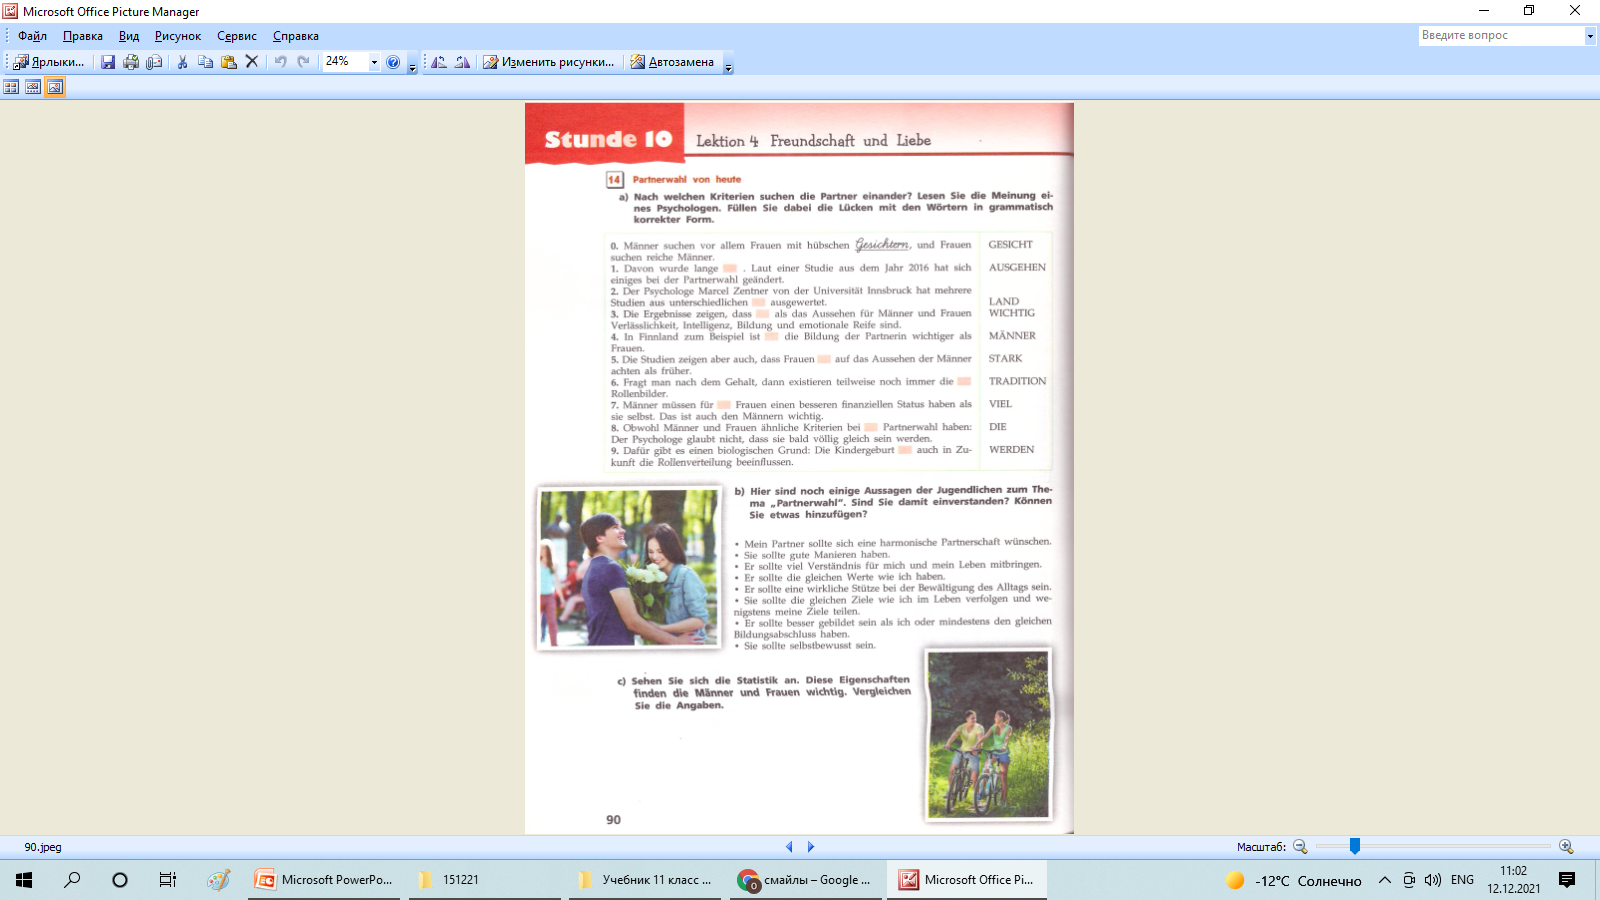 Microsoft Office Picture Manager
Файл Правка Вид Рисунок Сервис Справка
Введите вопрос
Ярлыки... 24% Изменить рисунки... Автозамена
Stunde 10 Lektion 4 Freundschaft und Liebe
14 Partnerwahl von heute
a) Nach welchen Kriterien suchen die Partner einander? Lesen Sie die Meinung ei-
nes Psychologen. Füllen Sie dabei die Lücken mit den Wörtern in grammatisch
korrekter Form.
0. Männer suchen vor allem Frauen mit hübschen Gesichtern, und Frauen GESICHT
suchen reiche Männer.
1. Davon wurde lange . Laut einer Studie aus dem Jahr 2016 hat sich AUSGEHEN
einiges bei der Partnerwahl geändert.
2. Der Psychologe Marcel Zentner von der Universität Innsbruck hat mehrere
Studien aus unterschiedlichen ausgewertet. LAND
3. Die Ergebnisse zeigen, dass als das Aussehen für Männer und Frauen WICHTIG
Verlässlichkeit, Intelligenz, Bildung und emotionale Reife sind.
4. In Finnland zum Beispiel ist die Bildung der Partnerin wichtiger als MÄNNER
Frauen.
5. Die Studien zeigen aber auch, dass Frauen auf das Aussehen der Männer STARK
achten als früher.
6. Fragt man nach dem Gehalt, dann existieren teilweise noch immer die TRADITION
Rollenbilder.
7. Männer müssen für Frauen einen besseren finanziellen Status haben als VIEL
sie selbst. Das ist auch den Männern wichtig.
8. Obwohl Männer und Frauen ähnliche Kriterien bei Partnerwahl haben: DIE
Der Psychologe glaubt nicht, dass sie bald völlig gleich sein werden.
9. Dafür gibt es einen biologischen Grund: Die Kindergeburt auch in Zu- WERDEN
kunft die Rollenverteilung beeinflussen.
b) Hier sind noch einige Aussagen der Jugendlichen zum The-
ma „Partnerwahl“. Sind Sie damit einverstanden? Können
Sie etwas hinzufügen?
• Mein Partner sollte sich eine harmonische Partnerschaft wünschen.
• Sie sollte gute Manieren haben.
• Er sollte viel Verständnis für mich und mein Leben mitbringen.
• Er sollte die gleichen Werte wie ich haben.
• Er sollte eine wirkliche Stütze bei der Bewältigung des Alltags sein.
• Sie sollte die gleichen Ziele wie ich im Leben verfolgen und we-
nigstens meine Ziele teilen.
• Er sollte besser gebildet sein als ich oder mindestens den gleichen
Bildungsabschluss haben.
• Sie sollte selbstbewusst sein.
c) Sehen Sie sich die Statistik an. Diese Eigenschaften
finden die Männer und Frauen wichtig. Vergleichen
Sie die Angaben.
90
90.jpeg Масштаб:
Microsoft PowerPo... 151221 Учебник 11 класс ... смайлы – Google ... Microsoft Office Pi... -12°C Солнечно ENG 11:02
12.12.2021